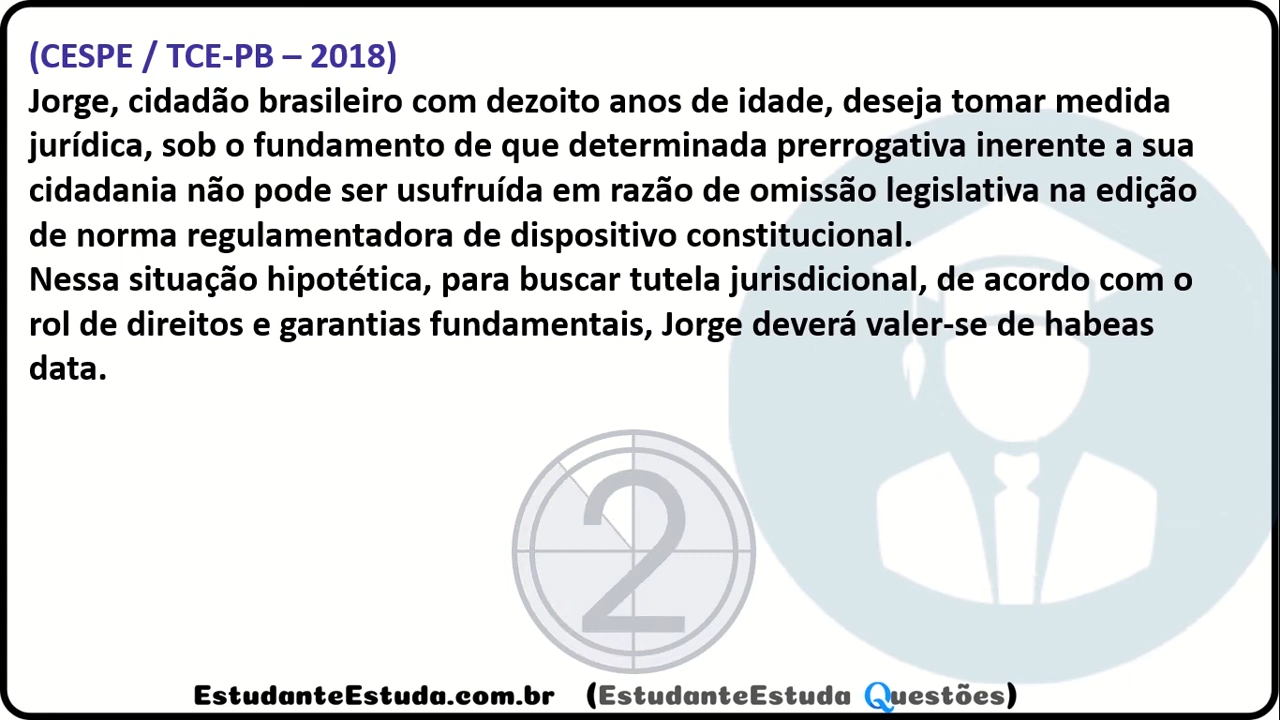 (CESPE / TCE-PB – 2018)
Jorge, cidadão brasileiro com dezoito anos de idade, deseja tomar medida
jurídica, sob o fundamento de que determinada prerrogativa inerente a sua
cidadania não pode ser usufruída em razão de omissão legislativa na edição
de norma regulamentadora de dispositivo constitucional.
Nessa situação hipotética, para buscar tutela jurisdicional, de acordo com o
rol de direitos e garantias fundamentais, Jorge deverá valer-se de habeas
data.
2
EstudanteEstuda.com.br (EstudanteEstuda Questões)